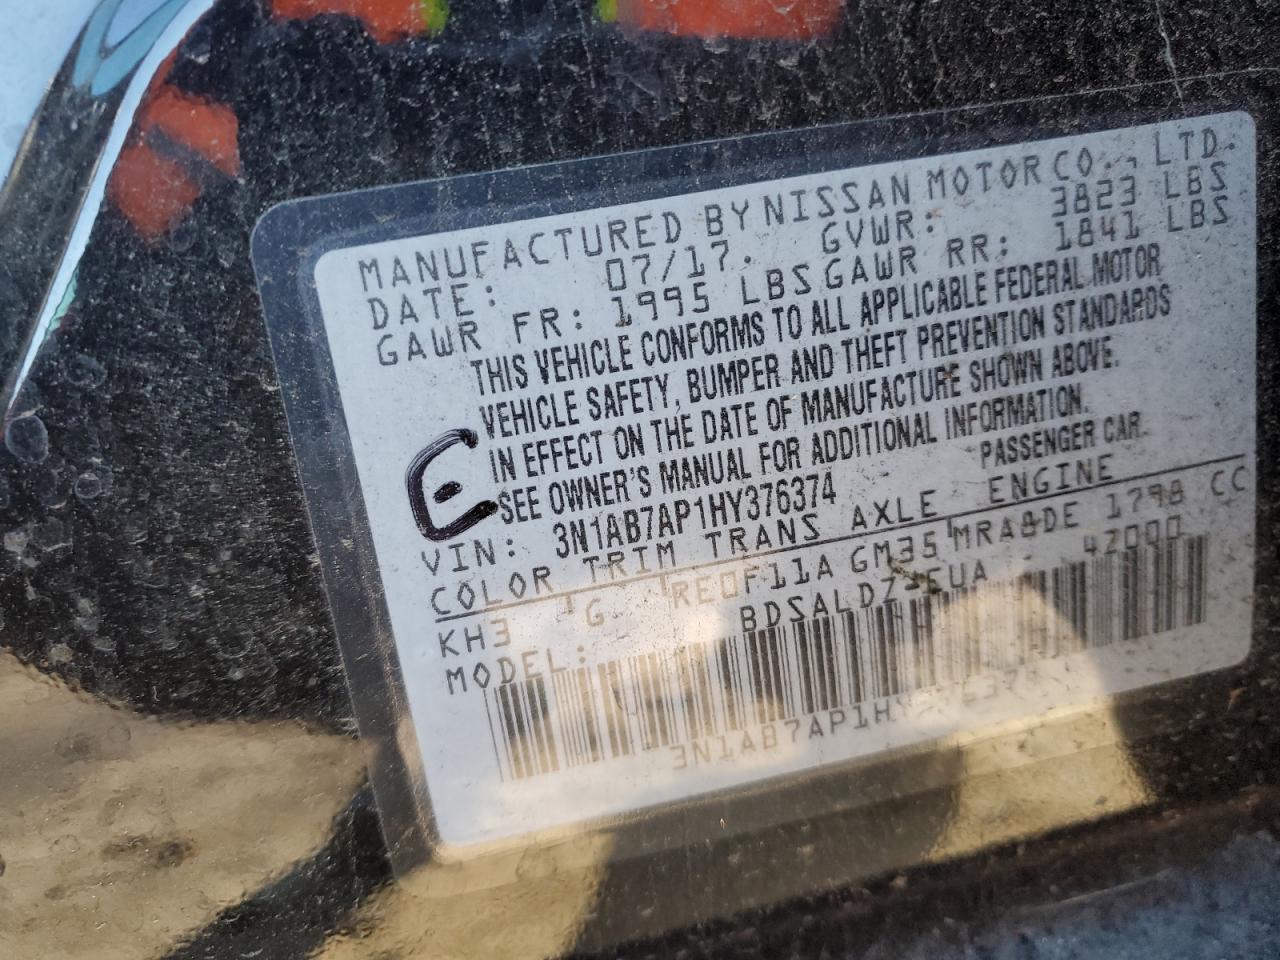 MANUFACTURED BY NISSAN MOTOR CO., LTD.
DATE: 07/17. GVWR: 3823 LBS
GAWR FR: 1995 LBS GAWR RR: 1841 LBS
THIS VEHICLE CONFORMS TO ALL APPLICABLE FEDERAL MOTOR
VEHICLE SAFETY, BUMPER AND THEFT PREVENTION STANDARDS
IN EFFECT ON THE DATE OF MANUFACTURE SHOWN ABOVE.
SEE OWNER'S MANUAL FOR ADDITIONAL INFORMATION.
E
VIN: 3N1AB7AP1HY376374 PASSENGER CAR.
COLOR TRIM TRANS AXLE ENGINE
KH3 G RE0F11A GM35 MRA8DE 1798 CC
MODEL: 42000
3N1AB7AP1HY376374